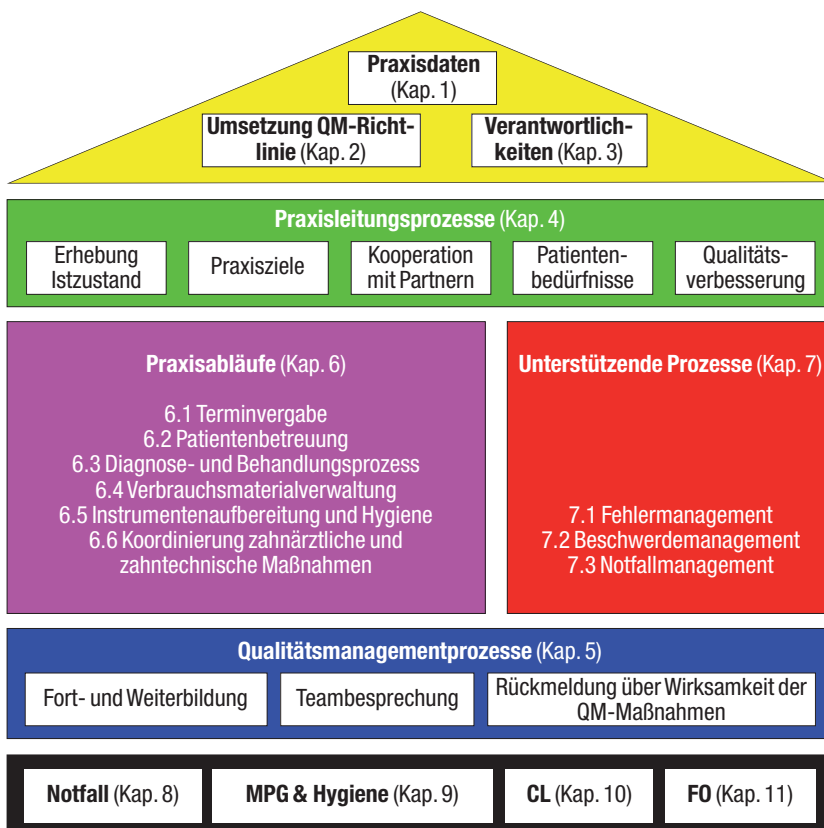 Praxisdaten
(Kap. 1)
Umsetzung QM-Richt-
linie (Kap. 2)
Verantwortlich-
keiten (Kap. 3)
Praxisleitungsprozesse (Kap. 4)
Erhebung
Istzustand
Praxisziele
Kooperation
mit Partnern
Patienten-
bedürfnisse
Qualitäts-
verbesserung
Praxisabläufe (Kap. 6)
6.1 Terminvergabe
6.2 Patientenbetreuung
6.3 Diagnose- und Behandlungsprozess
6.4 Verbrauchsmaterialverwaltung
6.5 Instrumentenaufbereitung und Hygiene
6.6 Koordinierung zahnärztliche und
zahntechnische Maßnahmen
Unterstützende Prozesse (Kap. 7)
7.1 Fehlermanagement
7.2 Beschwerdemanagement
7.3 Notfallmanagement
Qualitätsmanagementprozesse (Kap. 5)
Fort- und Weiterbildung
Teambesprechung
Rückmeldung über Wirksamkeit der
QM-Maßnahmen
Notfall (Kap. 8)
MPG & Hygiene (Kap. 9)
CL (Kap. 10)
FO (Kap. 11)